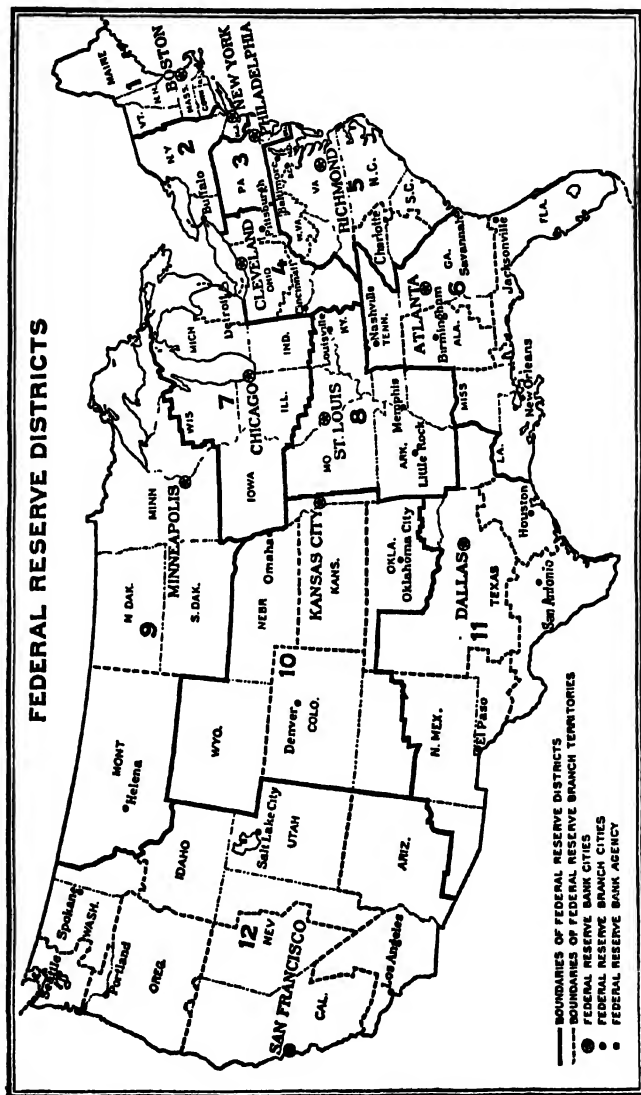 FEDERAL RESERVE DISTRICTS
MAINE
1
VT.
N.H.
MASS.
CONN.
BOSTON
N.Y.
2
Buffalo
NEW YORK
PA
3
PHILADELPHIA
Pittsburgh
CLEVELAND
OHIO
4
Cincinnati
Baltimore
W.VA
VA
RICHMOND
5
N.C.
Charlotte
S.C.
MICH
Detroit
WIS
7
CHICAGO
ILL.
IND.
IOWA
Louisville
KY.
MO
ST. LOUIS
8
ARK.
Little Rock
Memphis
Nashville
TENN.
ATLANTA
GA.
Savannah
6
Birmingham
ALA.
Jacksonville
FLA.
MISS
LA.
New Orleans
MINN
MINNEAPOLIS
N DAK.
9
S. DAK.
MONT
Helena
NEBR
Omaha
KANSAS CITY
KANS.
10
WYO.
Denver
COLO.
OKLA.
Oklahoma City
N. MEX.
DALLAS
TEXAS
11
El Paso
Houston
San Antonio
Seattle
Spokane
WASH.
Portland
OREG.
IDAHO
Salt Lake City
UTAH
12
NEV
SAN FRANCISCO
CAL.
Los Angeles
ARIZ.
BOUNDARIES OF FEDERAL RESERVE DISTRICTS
BOUNDARIES OF FEDERAL RESERVE BRANCH TERRITORIES
FEDERAL RESERVE BANK CITIES
FEDERAL RESERVE BRANCH CITIES
FEDERAL RESERVE BANK AGENCY